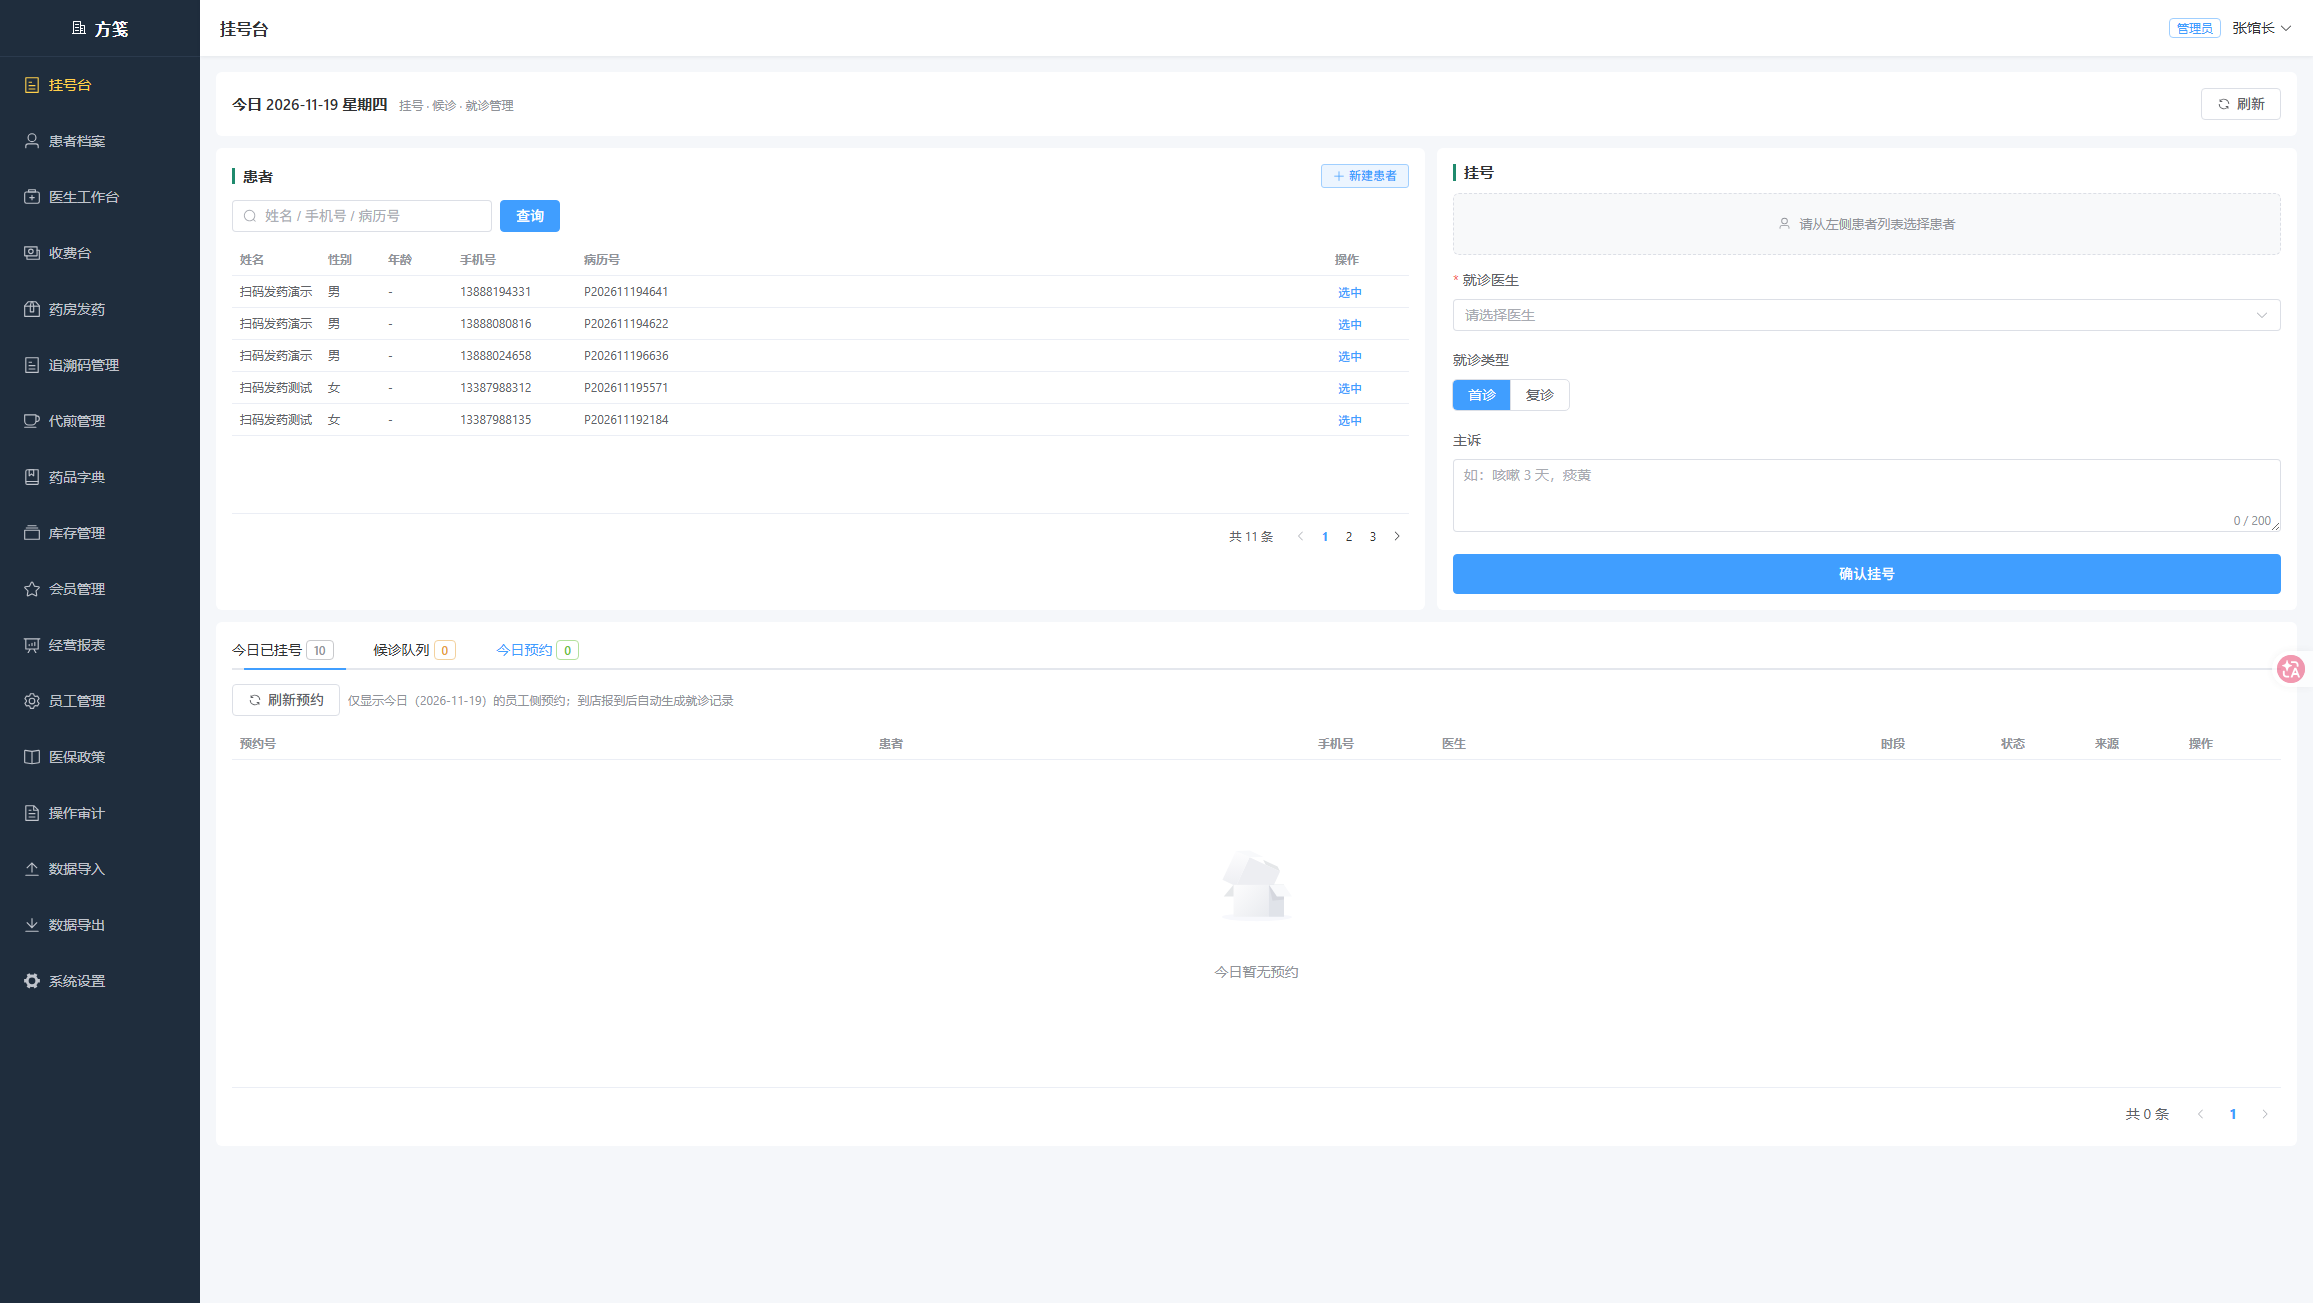 方笺
挂号台
管理员 张馆长
挂号台
患者档案
医生工作台
收费台
药房发药
追溯码管理
代煎管理
药品字典
库存管理
会员管理
经营报表
员工管理
医保政策
操作审计
数据导入
数据导出
系统设置
今日 2026-11-19 星期四 挂号 · 候诊 · 就诊管理
刷新
患者
新建患者
姓名 / 手机号 / 病历号 查询
姓名 性别 年龄 手机号 病历号 操作
扫码发药演示 男 - 13888194331 P202611194641 选中
扫码发药演示 男 - 13888080816 P202611194622 选中
扫码发药演示 男 - 13888024658 P202611196636 选中
扫码发药测试 女 - 13387988312 P202611195571 选中
扫码发药测试 女 - 13387988135 P202611192184 选中
共 11 条 1 2 3
挂号
请从左侧患者列表选择患者
* 就诊医生
请选择医生
就诊类型
首诊 复诊
主诉
如：咳嗽 3 天，痰黄
0 / 200
确认挂号
今日已挂号 10 候诊队列 0 今日预约 0
刷新预约 仅显示今日（2026-11-19）的员工侧预约；到店报到后自动生成就诊记录
预约号 患者 手机号 医生 时段 状态 来源 操作
今日暂无预约
共 0 条 1